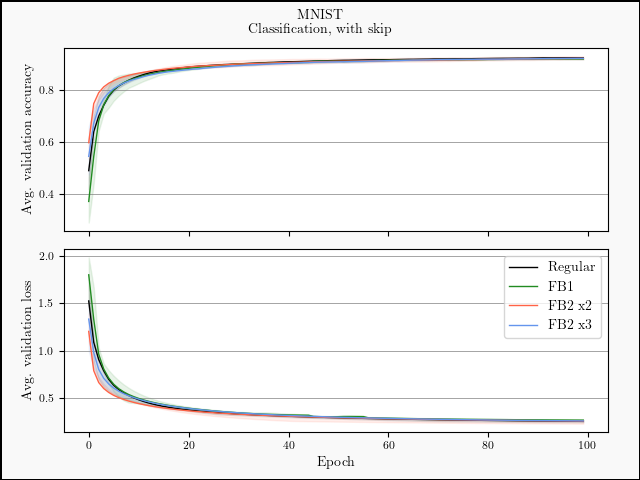 MNIST
Classification, with skip
Avg. validation accuracy
0.8
0.6
0.4
Avg. validation loss
2.0
1.5
1.0
0.5
Regular
FB1
FB2 x2
FB2 x3
0 20 40 60 80 100
Epoch